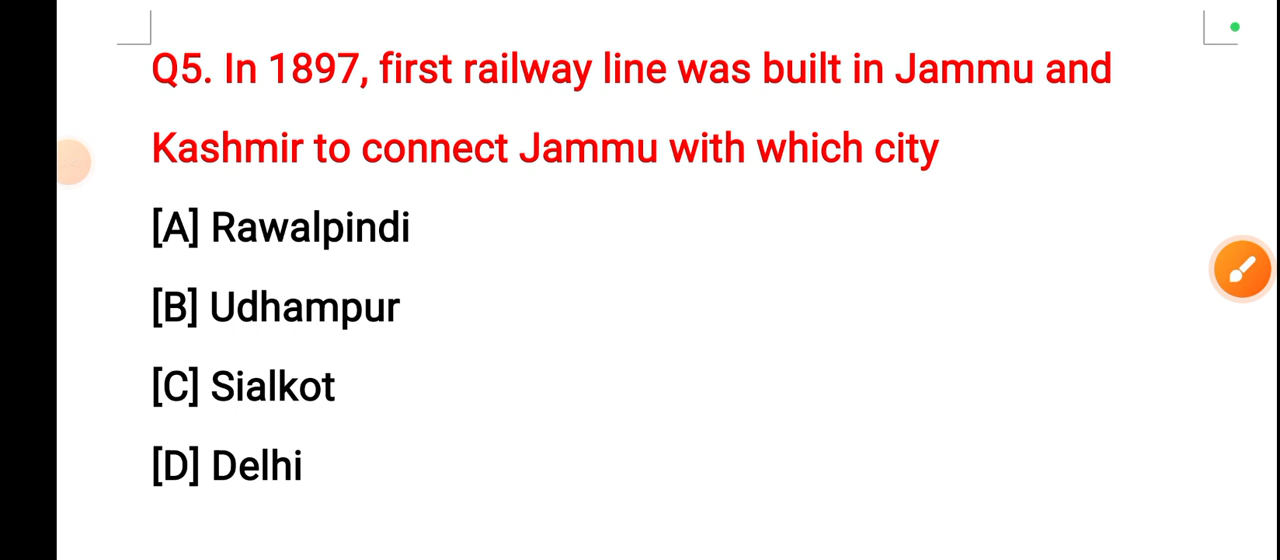 Q5. In 1897, first railway line was built in Jammu and
Kashmir to connect Jammu with which city
[A] Rawalpindi
[B] Udhampur
[C] Sialkot
[D] Delhi